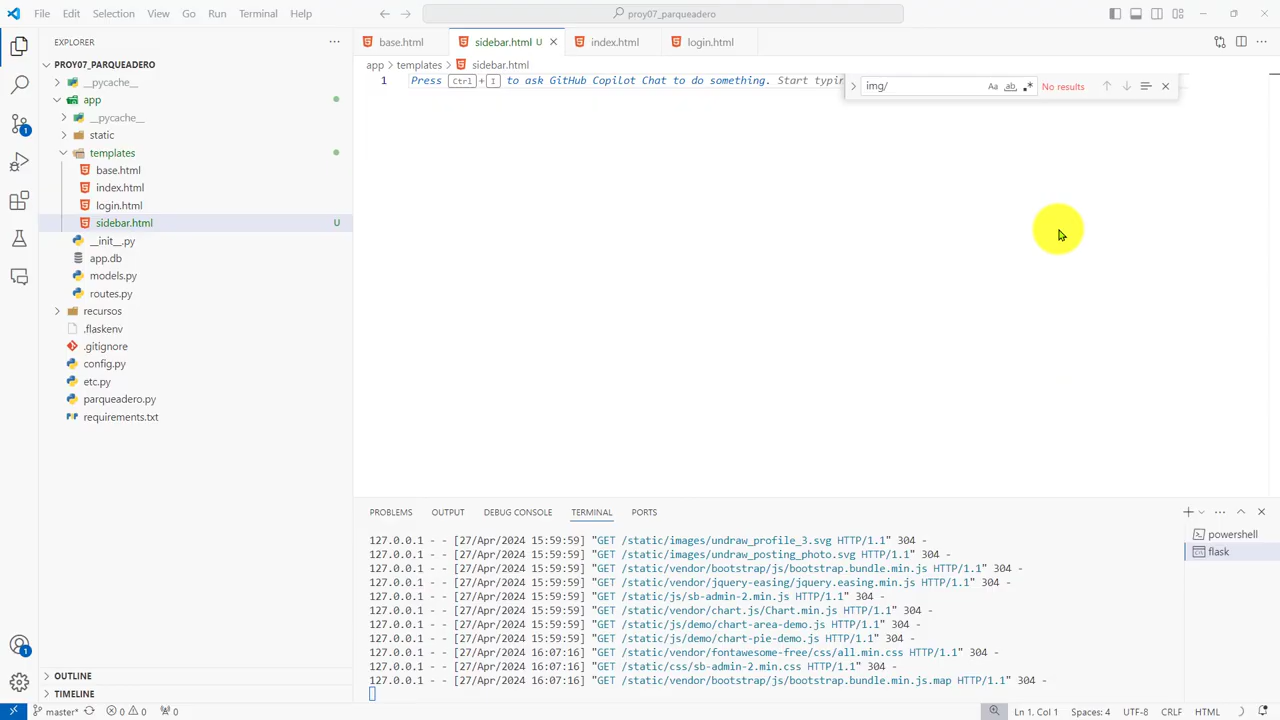 File Edit Selection View Go Run Terminal Help
proy07_parqueadero
EXPLORER
base.html
sidebar.html U
index.html
login.html
PROY07_PARQUEADERO
app templates sidebar.html
1 Press Ctrl+I to ask GitHub Copilot Chat to do something. Start typin
img/
Aa ab .*
No results
__pycache__
app
__pycache__
static
templates
base.html
index.html
login.html
sidebar.html U
__init__.py
app.db
models.py
routes.py
recursos
.flaskenv
.gitignore
config.py
etc.py
parqueadero.py
requirements.txt
PROBLEMS OUTPUT DEBUG CONSOLE TERMINAL PORTS
powershell
flask
127.0.0.1 - - [27/Apr/2024 15:59:59] "GET /static/images/undraw_profile_3.svg HTTP/1.1" 304 -
127.0.0.1 - - [27/Apr/2024 15:59:59] "GET /static/images/undraw_posting_photo.svg HTTP/1.1" 304 -
127.0.0.1 - - [27/Apr/2024 15:59:59] "GET /static/vendor/bootstrap/js/bootstrap.bundle.min.js HTTP/1.1" 304 -
127.0.0.1 - - [27/Apr/2024 15:59:59] "GET /static/vendor/jquery-easing/jquery.easing.min.js HTTP/1.1" 304 -
127.0.0.1 - - [27/Apr/2024 15:59:59] "GET /static/js/sb-admin-2.min.js HTTP/1.1" 304 -
127.0.0.1 - - [27/Apr/2024 15:59:59] "GET /static/vendor/chart.js/Chart.min.js HTTP/1.1" 304 -
127.0.0.1 - - [27/Apr/2024 15:59:59] "GET /static/js/demo/chart-area-demo.js HTTP/1.1" 304 -
127.0.0.1 - - [27/Apr/2024 15:59:59] "GET /static/js/demo/chart-pie-demo.js HTTP/1.1" 304 -
127.0.0.1 - - [27/Apr/2024 16:07:16] "GET /static/vendor/fontawesome-free/css/all.min.css HTTP/1.1" 304 -
127.0.0.1 - - [27/Apr/2024 16:07:16] "GET /static/css/sb-admin-2.min.css HTTP/1.1" 304 -
127.0.0.1 - - [27/Apr/2024 16:07:16] "GET /static/vendor/bootstrap/js/bootstrap.bundle.min.js.map HTTP/1.1" 304 -
1
1
OUTLINE
TIMELINE
master* 0 0 0
Ln 1, Col 1 Spaces: 4 UTF-8 CRLF HTML